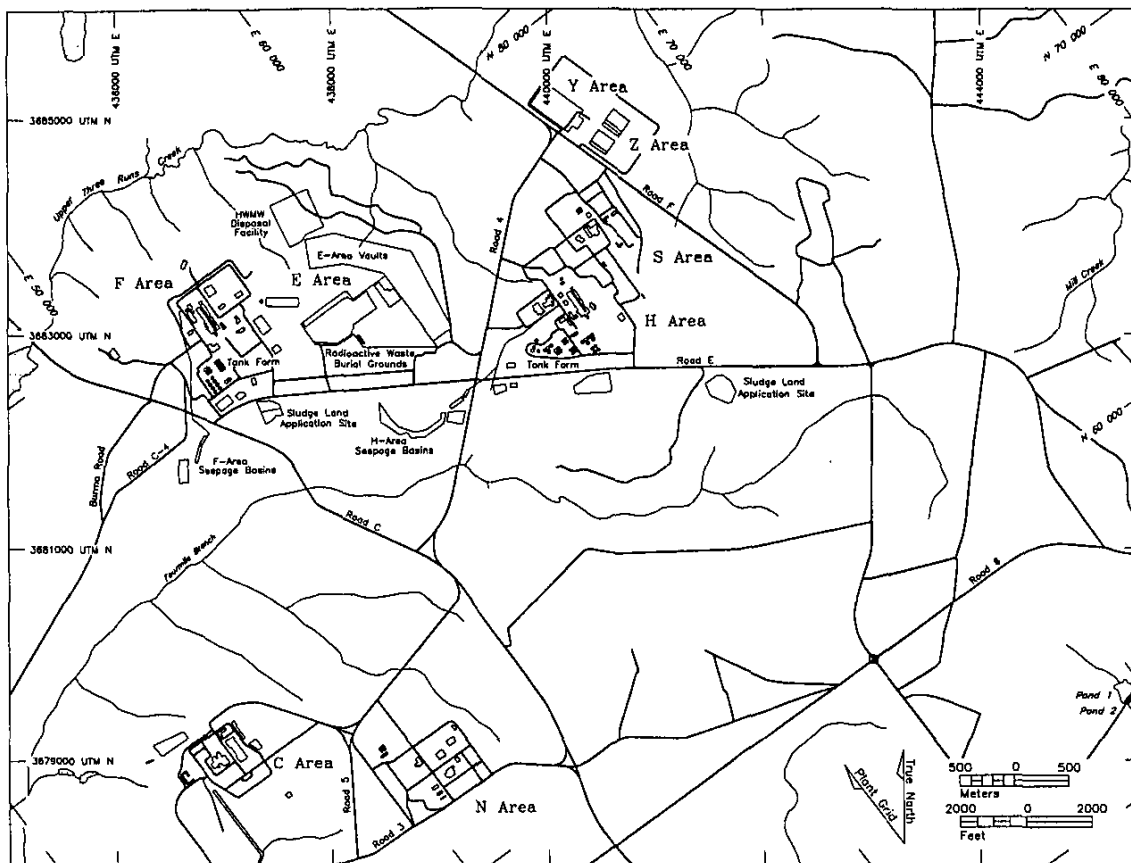 436000 UTM E
E 60 000
438000 UTM E
N 80 000
440000 UTM E
E 70 000
N 70 000
444000 UTM E
E 80 000
Y Area
3685000 UTM N
Z Area
Upper Three Runs Creek
Road F
HWMW
Disposal
Facility
Road 4
E-Area Vaults
S Area
F Area
E Area
E 50 000
Mill Creek
H Area
3683000 UTM N
Radioactive Waste
Burial Grounds
Tank Farm
Tank Farm
Road E
Sludge Land
Application Site
Sludge Land
Application Site
H-Area
Seepage Basins
N 60 000
F-Area
Seepage Basins
Burma Road
Road C-4
Road C
3681000 UTM N
Fourmile Branch
Pond 1
Pond 2
3679000 UTM N
C Area
Road 5
N Area
Road 3
Plant Grid
True North
500 0 500
Meters
2000 0 2000
Feet